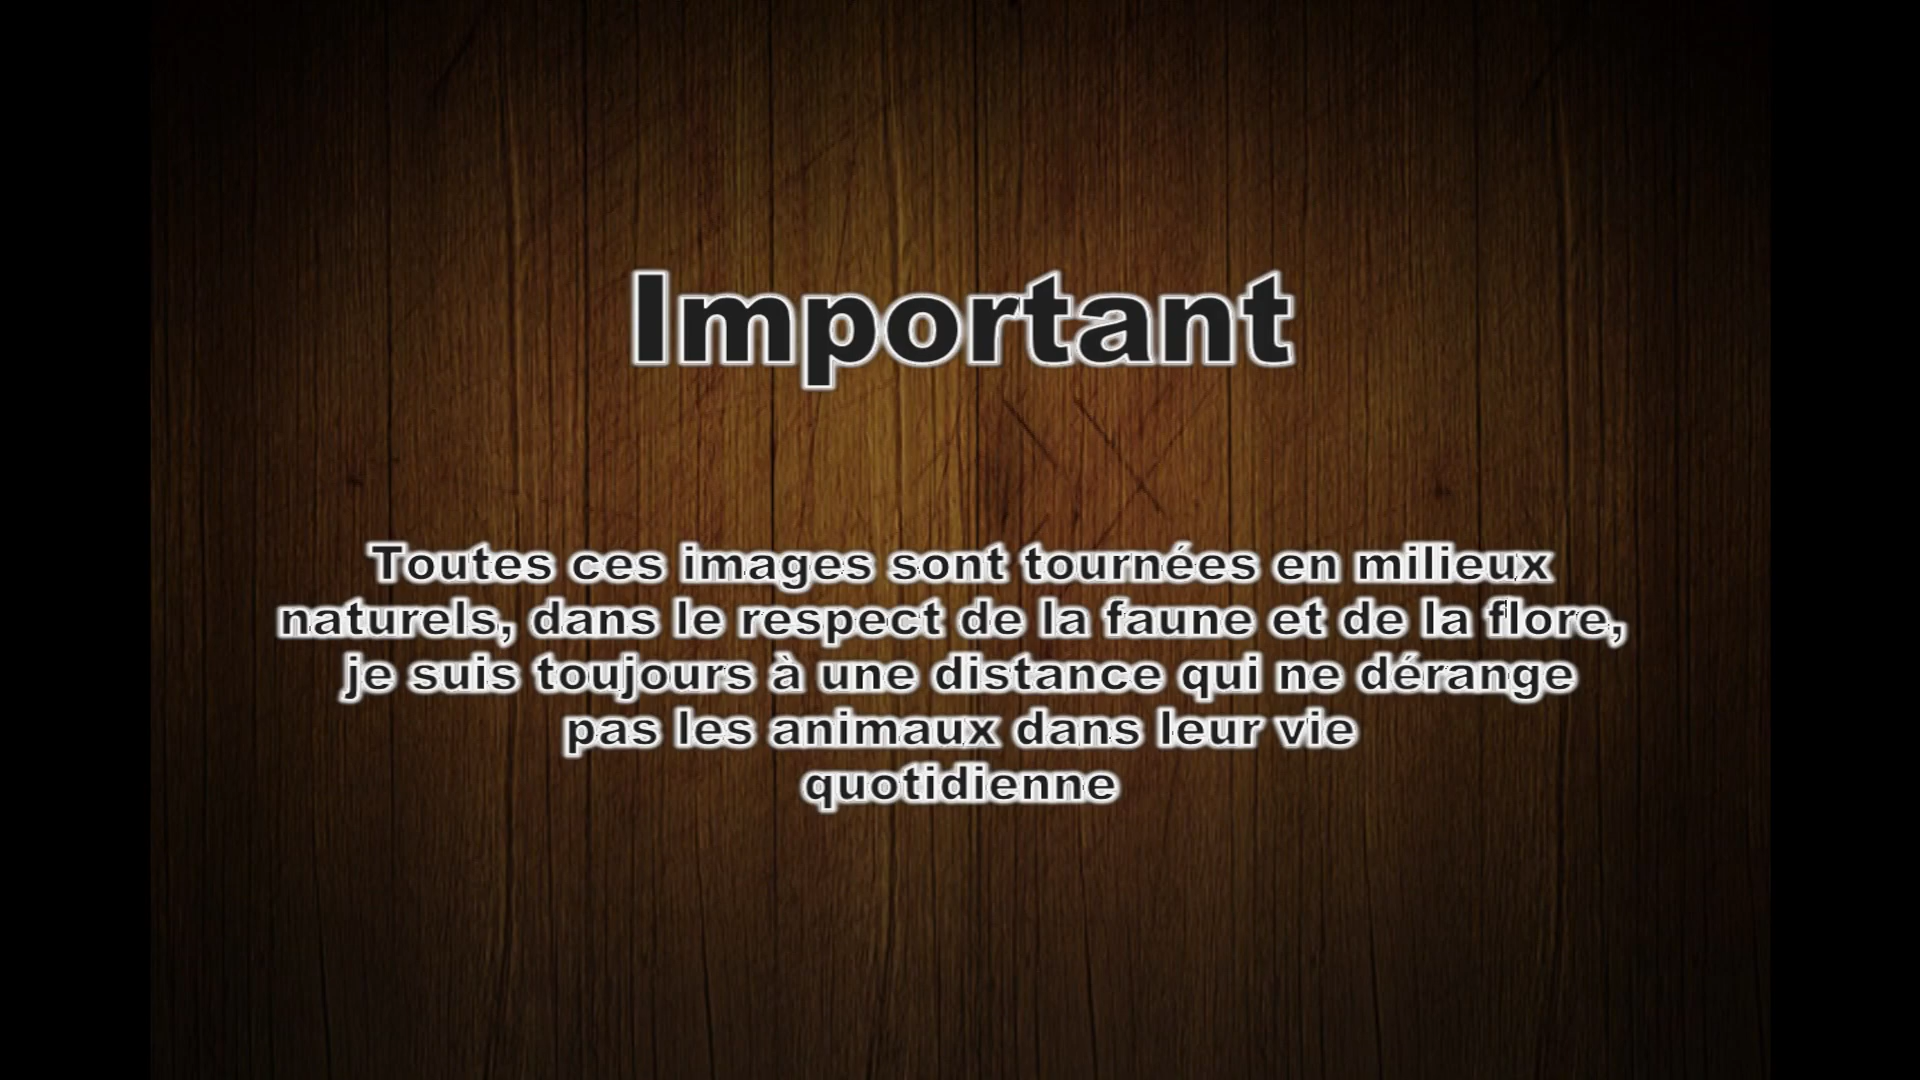 Important
Toutes ces images sont tournées en milieux
naturels, dans le respect de la faune et de la flore,
je suis toujours à une distance qui ne dérange
pas les animaux dans leur vie
quotidienne